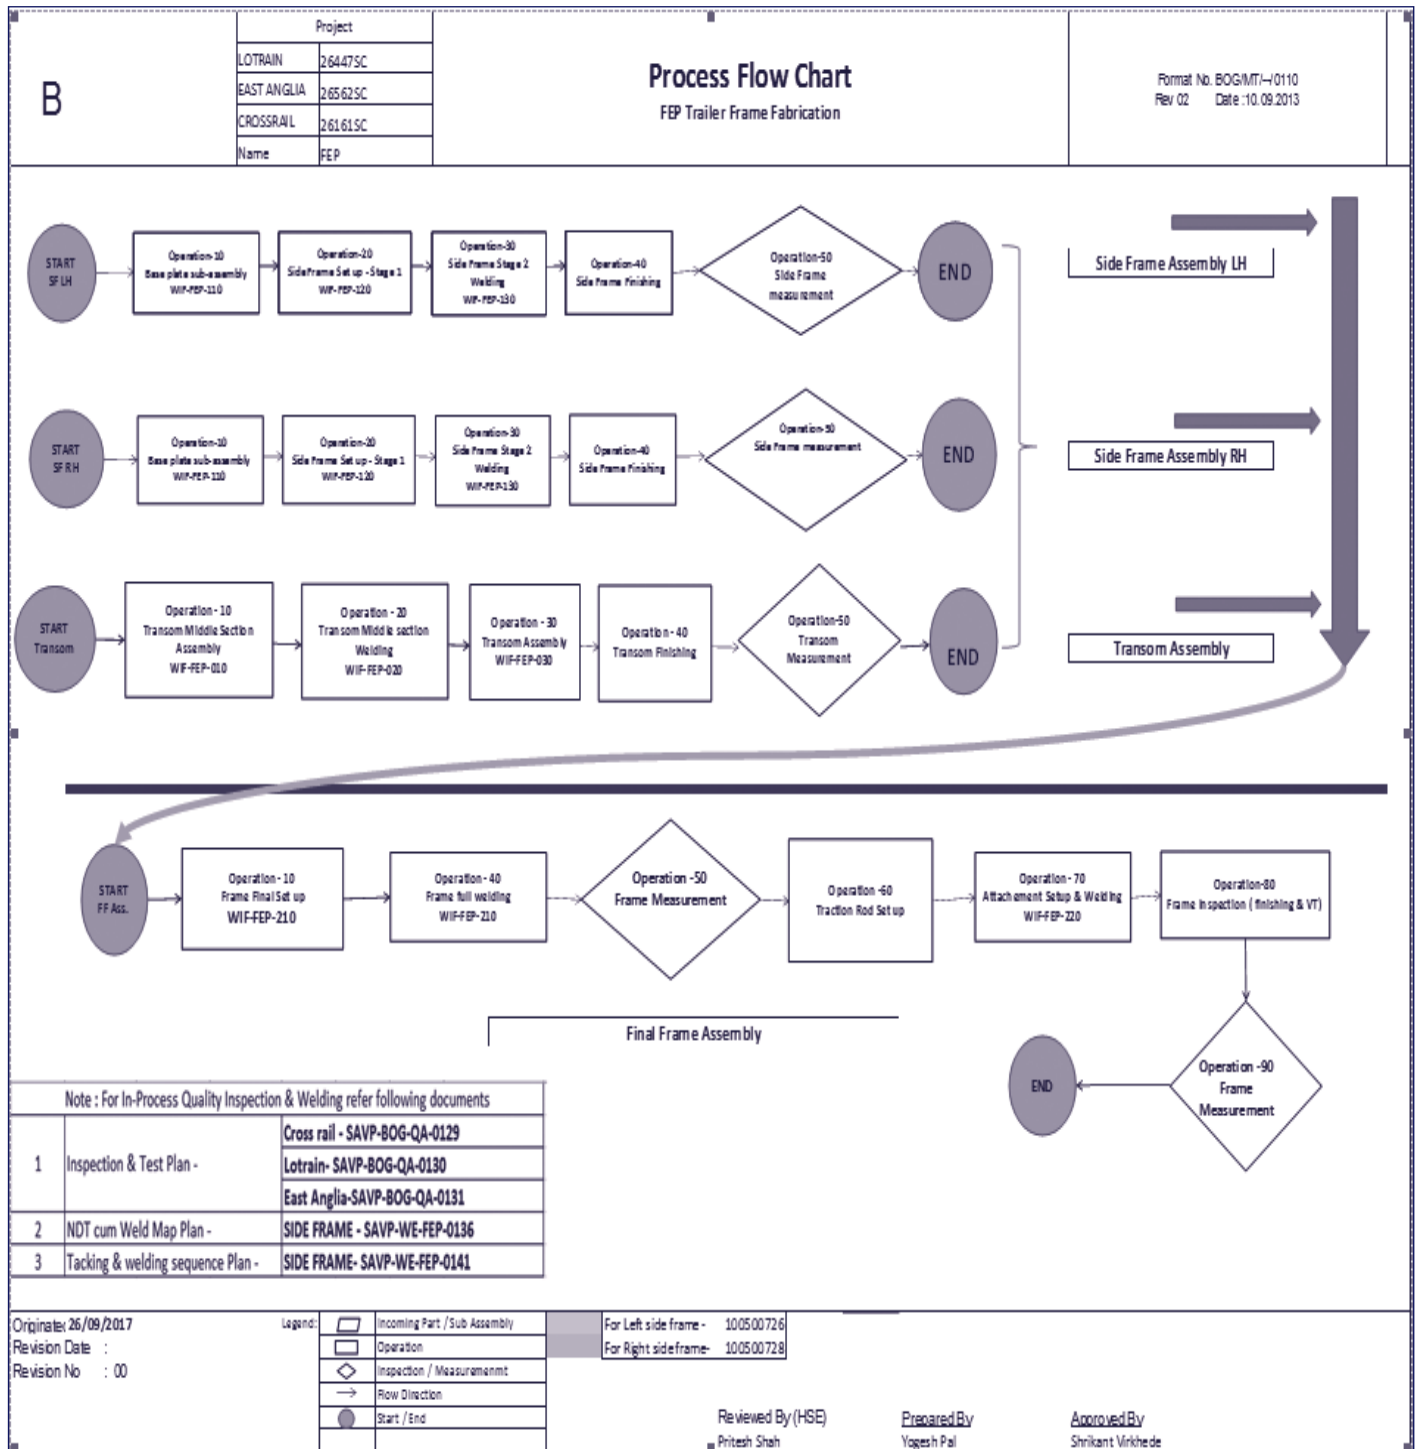 B
Project
LOTRAIN 26447SC
EAST ANGLIA 26562SC
CROSSRAIL 26161SC
Name FEP
Process Flow Chart
FEP Trailer Frame Fabrication
Format No. BOG/MT/--/0110
Rev 02 Date :10.09.2013
START
SF LH
Operation-10
Base plate sub-assembly
WIF-FEP-110
Operation-20
Side Frame Set up - Stage 1
WIF-FEP-120
Operation-30
Side Frame Stage 2
Welding
WIF-FEP-130
Operation-40
Side Frame Finishing
Operation-50
Side Frame
measurement
END
Side Frame Assembly LH
START
SF RH
Operation-10
Base plate sub-assembly
WIF-FEP-110
Operation-20
Side Frame Set up - Stage 1
WIF-FEP-120
Operation-30
Side Frame Stage 2
Welding
WIF-FEP-130
Operation-40
Side Frame Finishing
Operation-50
Side Frame measurement
END
Side Frame Assembly RH
START
Transom
Operation - 10
Transom Middle Section
Assembly
WIF-FEP-010
Operation - 20
Transom Middle section
Welding
WIF-FEP-020
Operation - 30
Transom Assembly
WIF-FEP-030
Operation - 40
Transom Finishing
Operation-50
Transom
Measurement
END
Transom Assembly
START
FF Ass.
Operation - 10
Frame Final Set up
WIF-FEP-210
Operation - 40
Frame full welding
WIF-FEP-210
Operation -50
Frame Measurement
Operation -60
Traction Rod Set up
Operation - 70
Attachement Setup & Welding
WIF-FEP-220
Operation-80
Frame Inspection ( finishing & VT)
Operation -90
Frame
Measurement
END
Final Frame Assembly
Note : For In-Process Quality Inspection & Welding refer following documents
1 Inspection & Test Plan -
Cross rail - SAVP-BOG-QA-0129
Lotrain- SAVP-BOG-QA-0130
East Anglia-SAVP-BOG-QA-0131
2 NDT cum Weld Map Plan - SIDE FRAME - SAVP-WE-FEP-0136
3 Tacking & welding sequence Plan - SIDE FRAME- SAVP-WE-FEP-0141
26/09/2017
Revision Date :
Revision No : 00
Legend:
Incoming Part / Sub Assembly
Operation
Inspection / Measuremenmt
Flow Direction
Start / End
For Left side frame - 100500726
For Right sideframe- 100500728
Reviewed By (HSE)
Pritesh Shah
Prepared By
Yogesh Pal
Approved By
Shrikant Virkhede